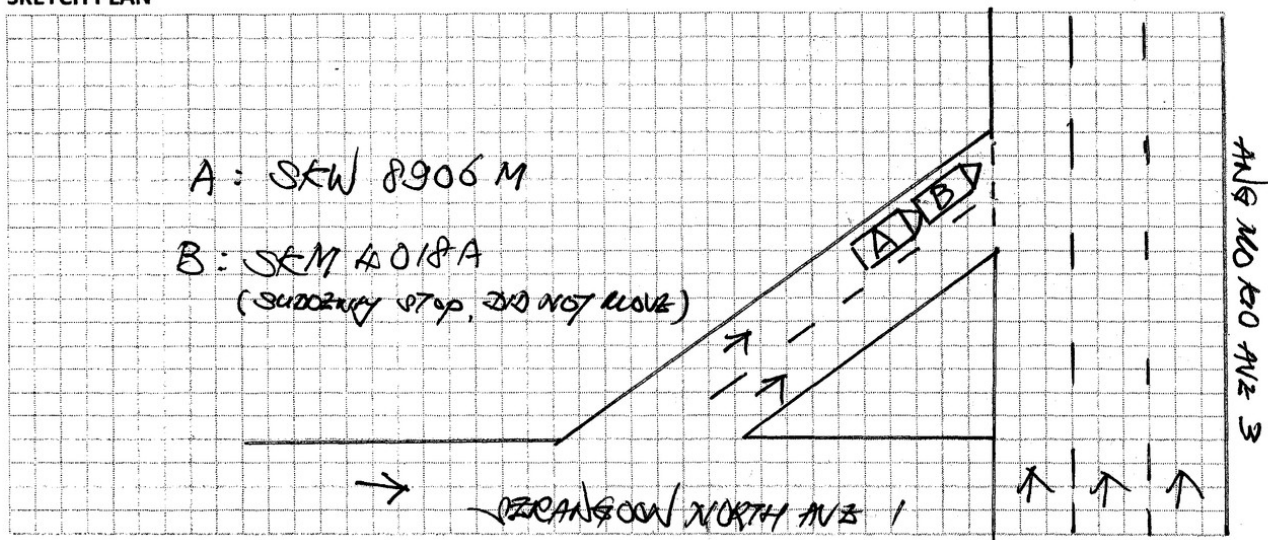 SKETCH PLAN
A: SKW 8906 M
B: SKM 4018A
(SUDDENLY STOP, DID NOT MOVE)
A
B
ANG MO KIO AVE 3
SERANGOON NORTH AVE 1